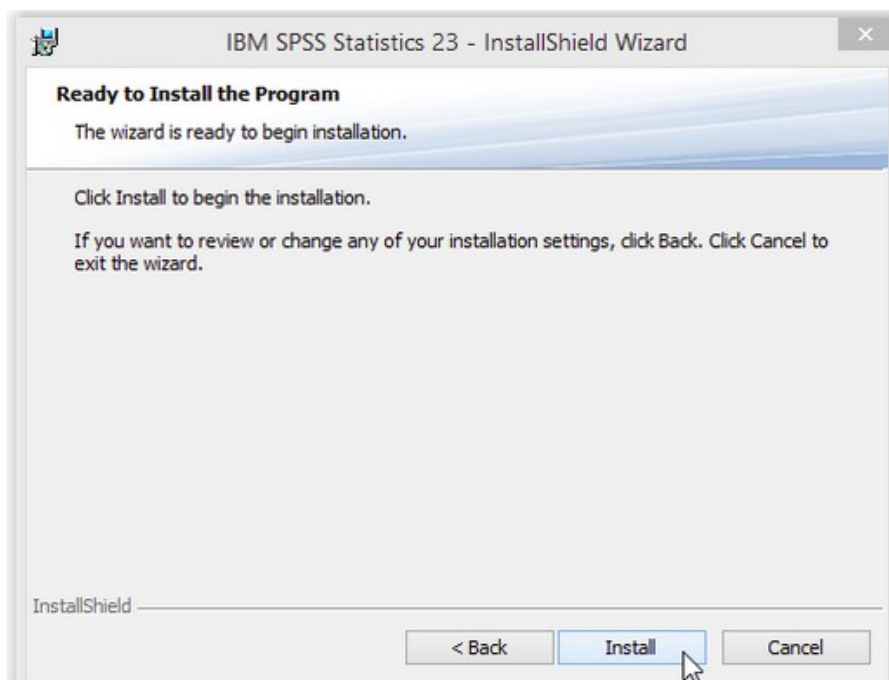 IBM SPSS Statistics 23 - InstallShield Wizard
Ready to Install the Program
The wizard is ready to begin installation.
Click Install to begin the installation.
If you want to review or change any of your installation settings, click Back. Click Cancel to
exit the wizard.
InstallShield
< Back
Install
Cancel